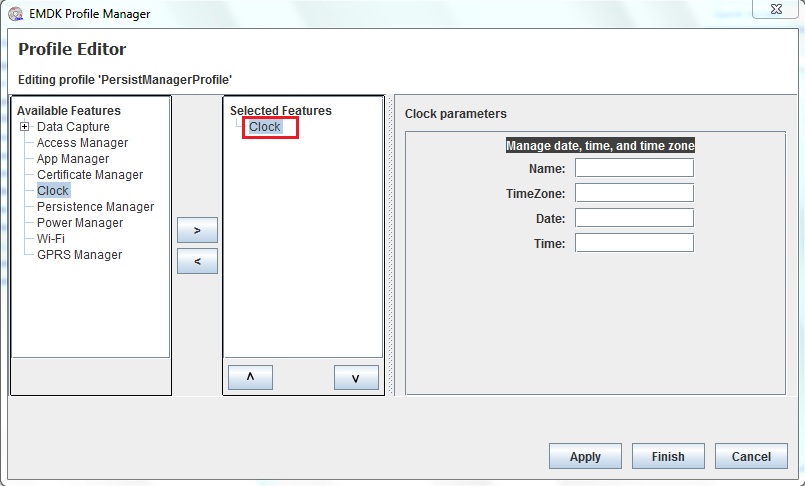 EMDK Profile Manager
Profile Editor
Editing profile 'PersistManagerProfile'
Available Features
Data Capture
Access Manager
App Manager
Certificate Manager
Clock
Persistence Manager
Power Manager
Wi-Fi
GPRS Manager
>
<
Selected Features
Clock
^
v
Clock parameters
Manage date, time, and time zone
Name:
TimeZone:
Date:
Time:
Apply
Finish
Cancel